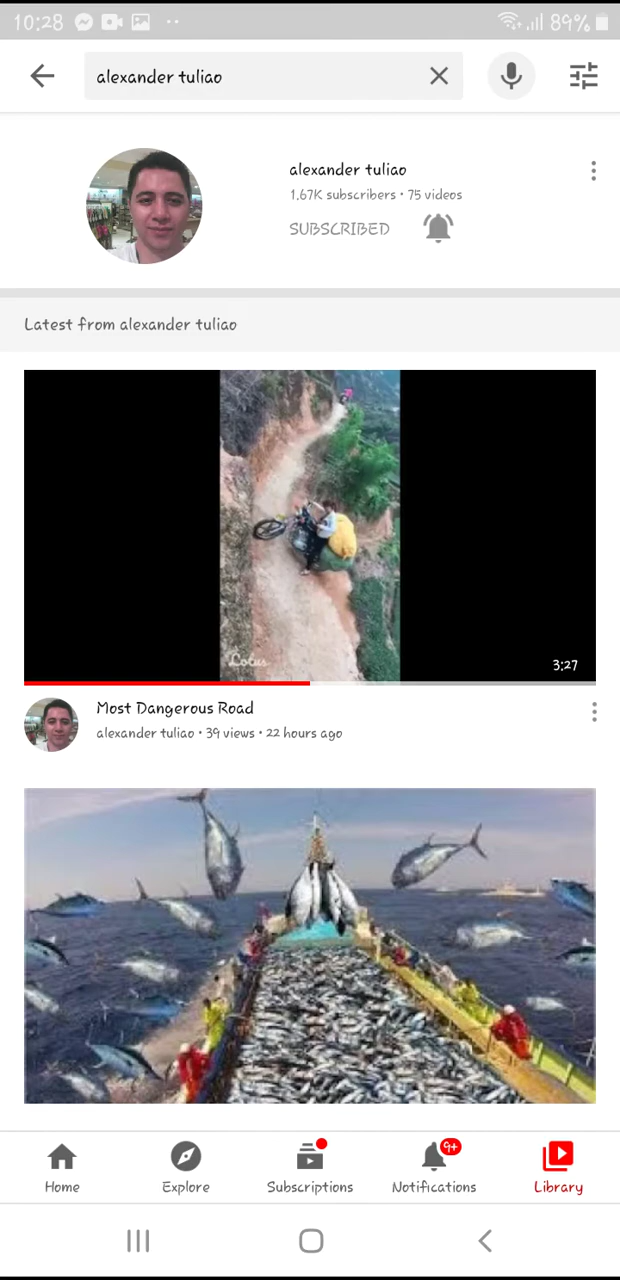 10:28
89%
alexander tuliao
alexander tuliao
1.67K subscribers • 75 videos
SUBSCRIBED
Latest from alexander tuliao
Lotus
3:27
Most Dangerous Road
alexander tuliao • 39 views • 22 hours ago
9+
Home
Explore
Subscriptions
Notifications
Library